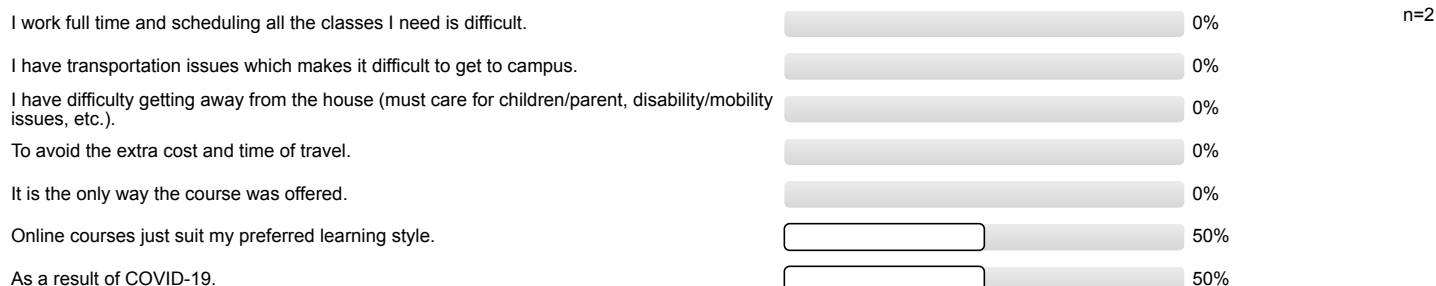 I work full time and scheduling all the classes I need is difficult. 0% n=2
I have transportation issues which makes it difficult to get to campus. 0%
I have difficulty getting away from the house (must care for children/parent, disability/mobility
issues, etc.). 0%
To avoid the extra cost and time of travel. 0%
It is the only way the course was offered. 0%
Online courses just suit my preferred learning style. 50%
As a result of COVID-19. 50%